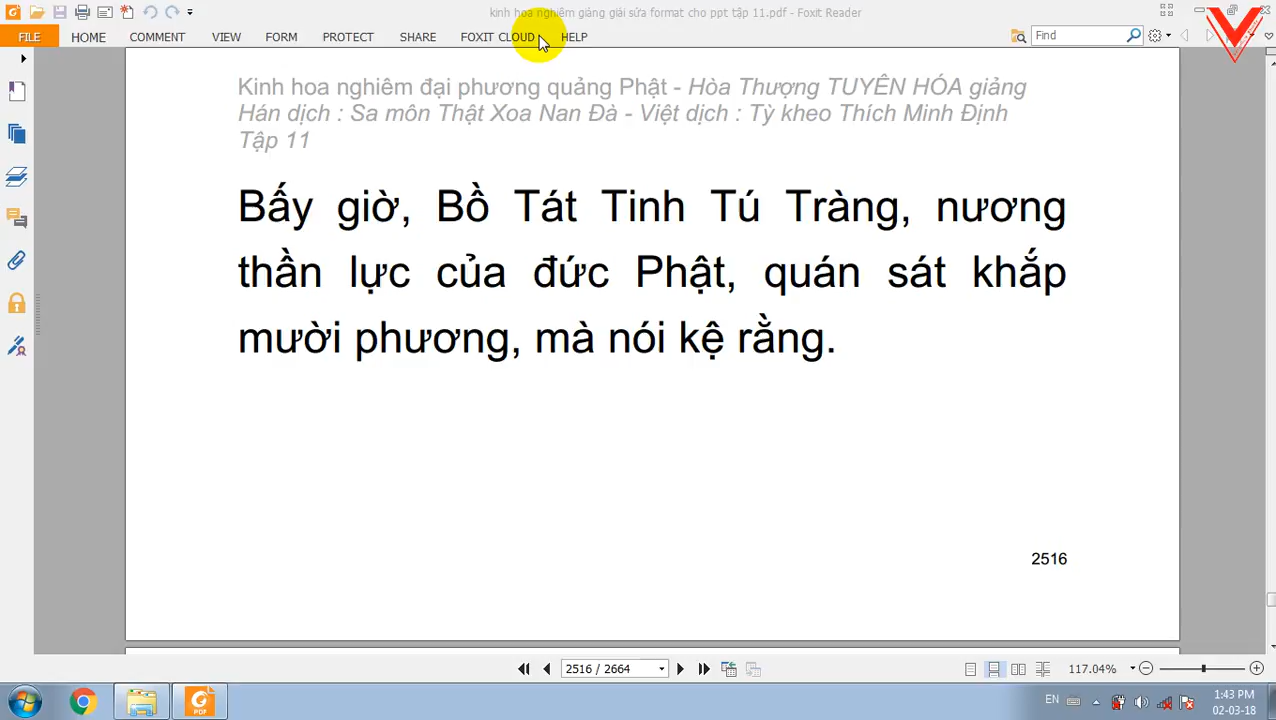 kinh hoa nghiêm giảng giải sửa format cho ppt tập 11.pdf - Foxit Reader
FILE HOME COMMENT VIEW FORM PROTECT SHARE FOXIT CLOUD HELP Find
Kinh hoa nghiêm đại phương quảng Phật - Hòa Thượng TUYÊN HÓA giảng
Hán dịch : Sa môn Thật Xoa Nan Đà - Việt dịch : Tỳ kheo Thích Minh Định
Tập 11
Bấy giờ, Bồ Tát Tinh Tú Tràng, nương
thần lực của đức Phật, quán sát khắp
mười phương, mà nói kệ rằng.
2516
2516 / 2664 117.04%
EN 1:43 PM
02-03-18